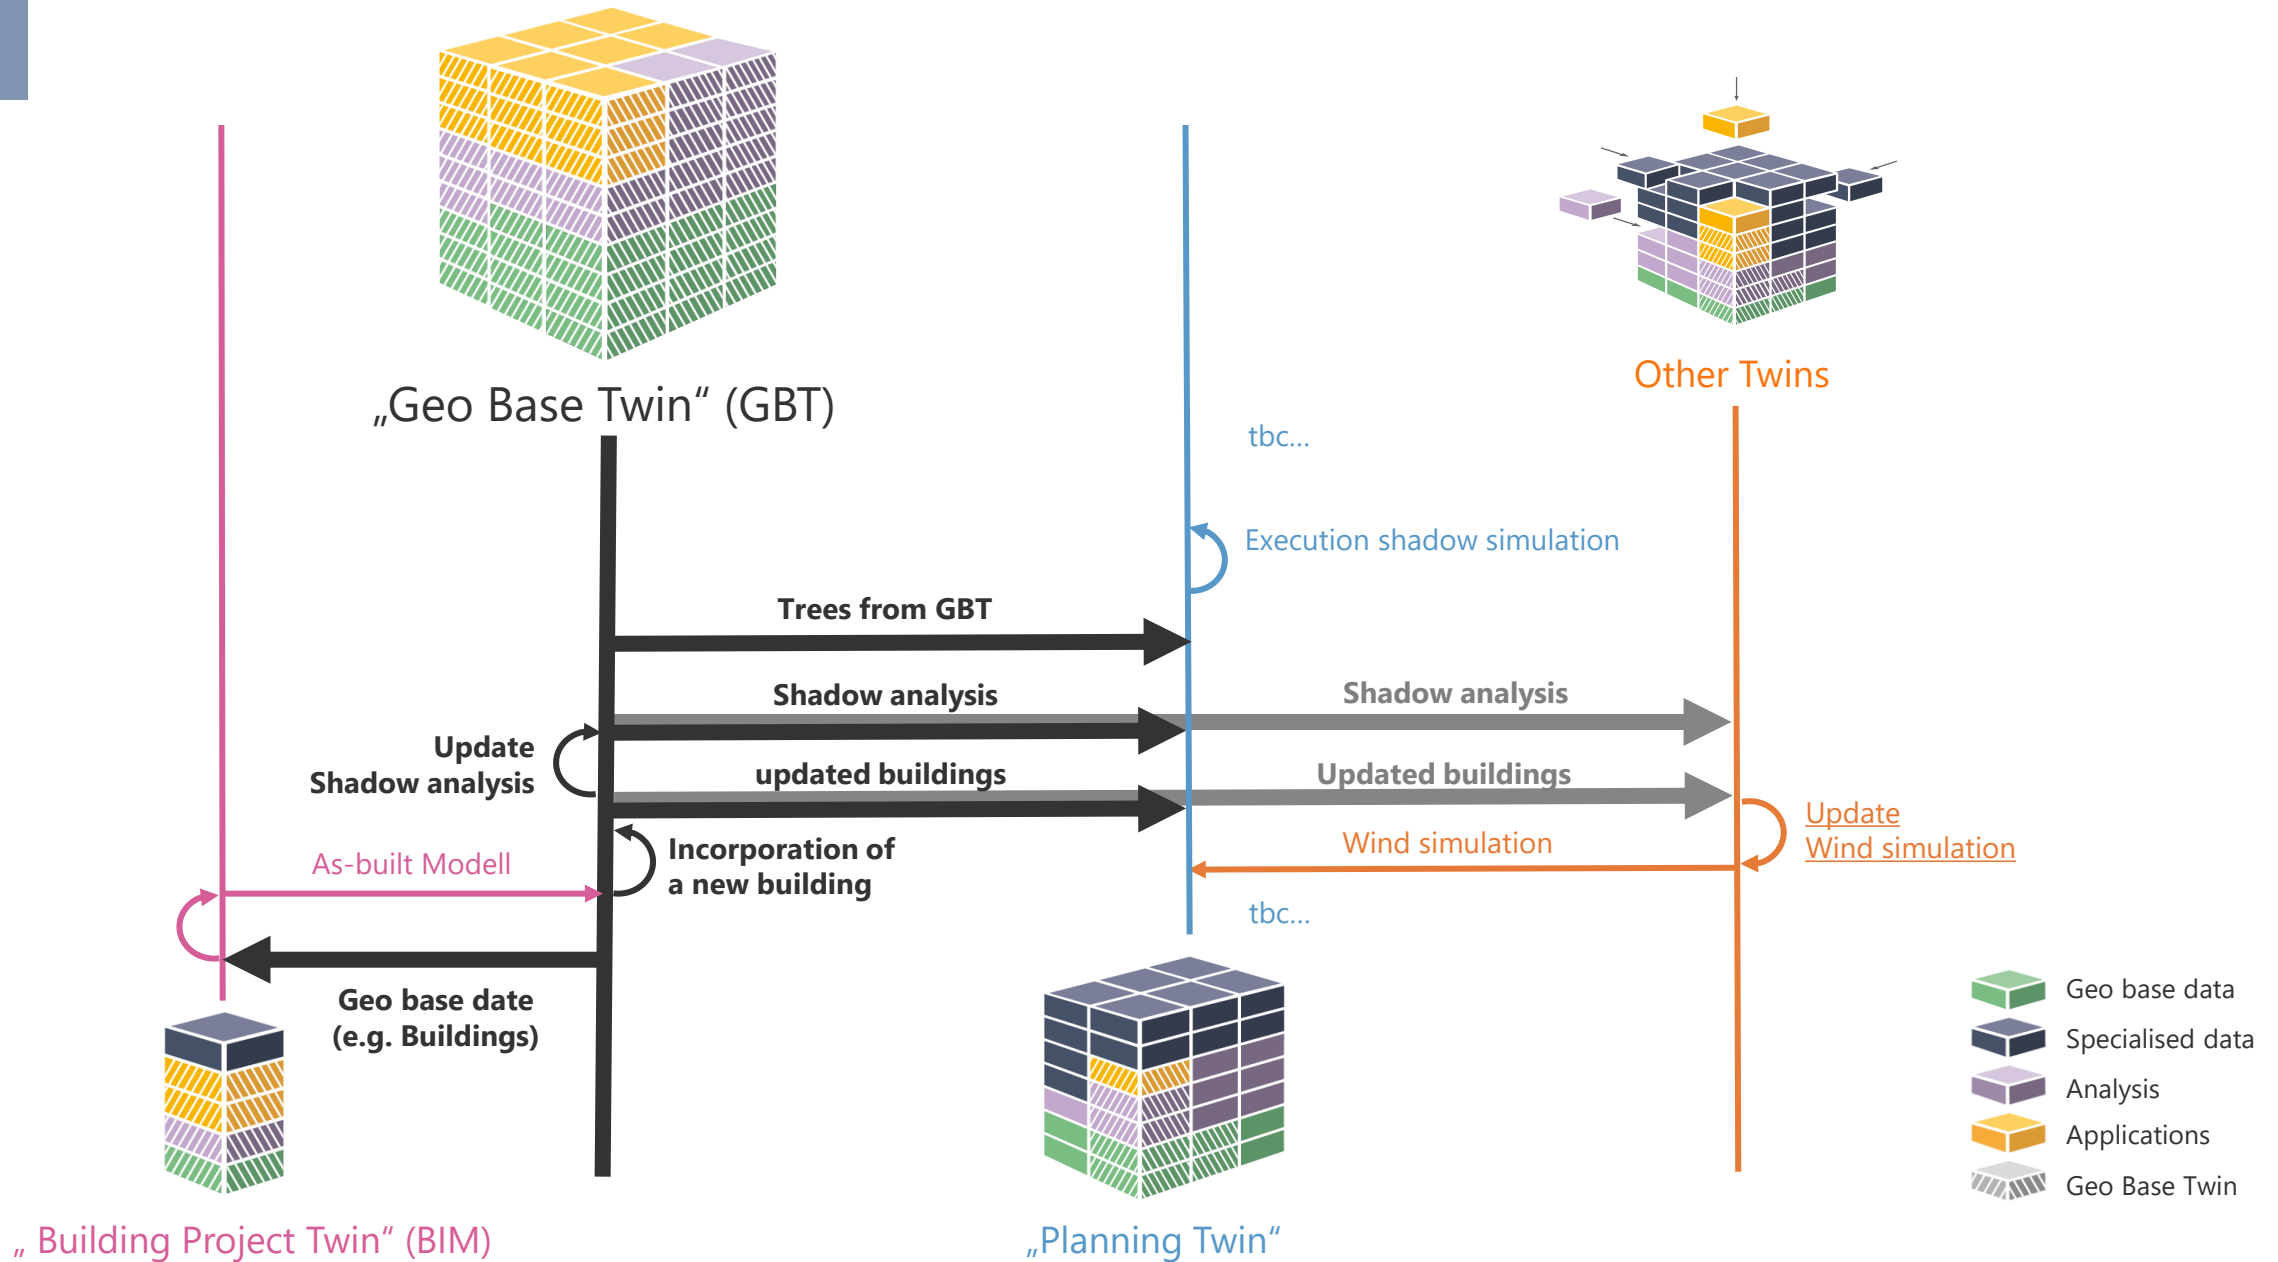 „Geo Base Twin“ (GBT)
Other Twins
tbc...
Execution shadow simulation
Trees from GBT
Shadow analysis
Shadow analysis
Update
Shadow analysis
updated buildings
Updated buildings
Incorporation of
a new building
Wind simulation
Update
Wind simulation
As-built Modell
tbc...
Geo base date
(e.g. Buildings)
Geo base data
Specialised data
Analysis
Applications
Geo Base Twin
„ Building Project Twin“ (BIM)
„Planning Twin“